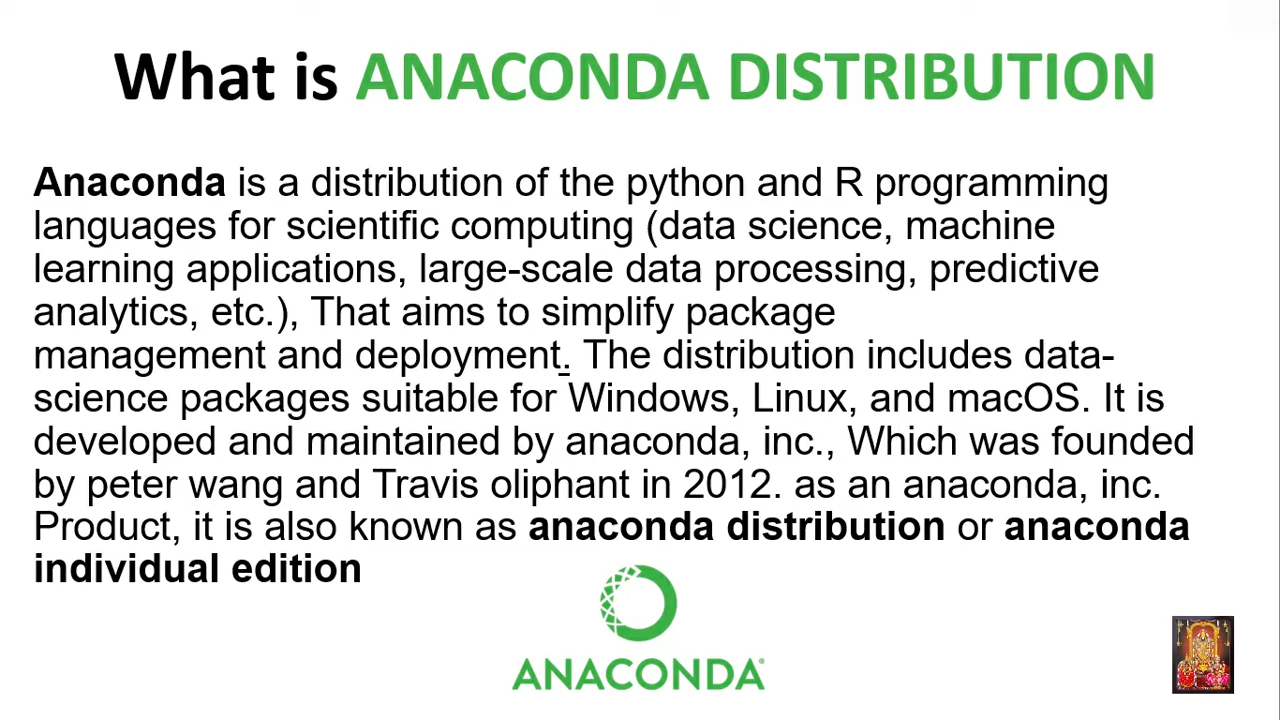 What is ANACONDA DISTRIBUTION
Anaconda is a distribution of the python and R programming
languages for scientific computing (data science, machine
learning applications, large-scale data processing, predictive
analytics, etc.), That aims to simplify package
management and deployment. The distribution includes data-
science packages suitable for Windows, Linux, and macOS. It is
developed and maintained by anaconda, inc., Which was founded
by peter wang and Travis oliphant in 2012. as an anaconda, inc.
Product, it is also known as anaconda distribution or anaconda
individual edition
ANACONDA®